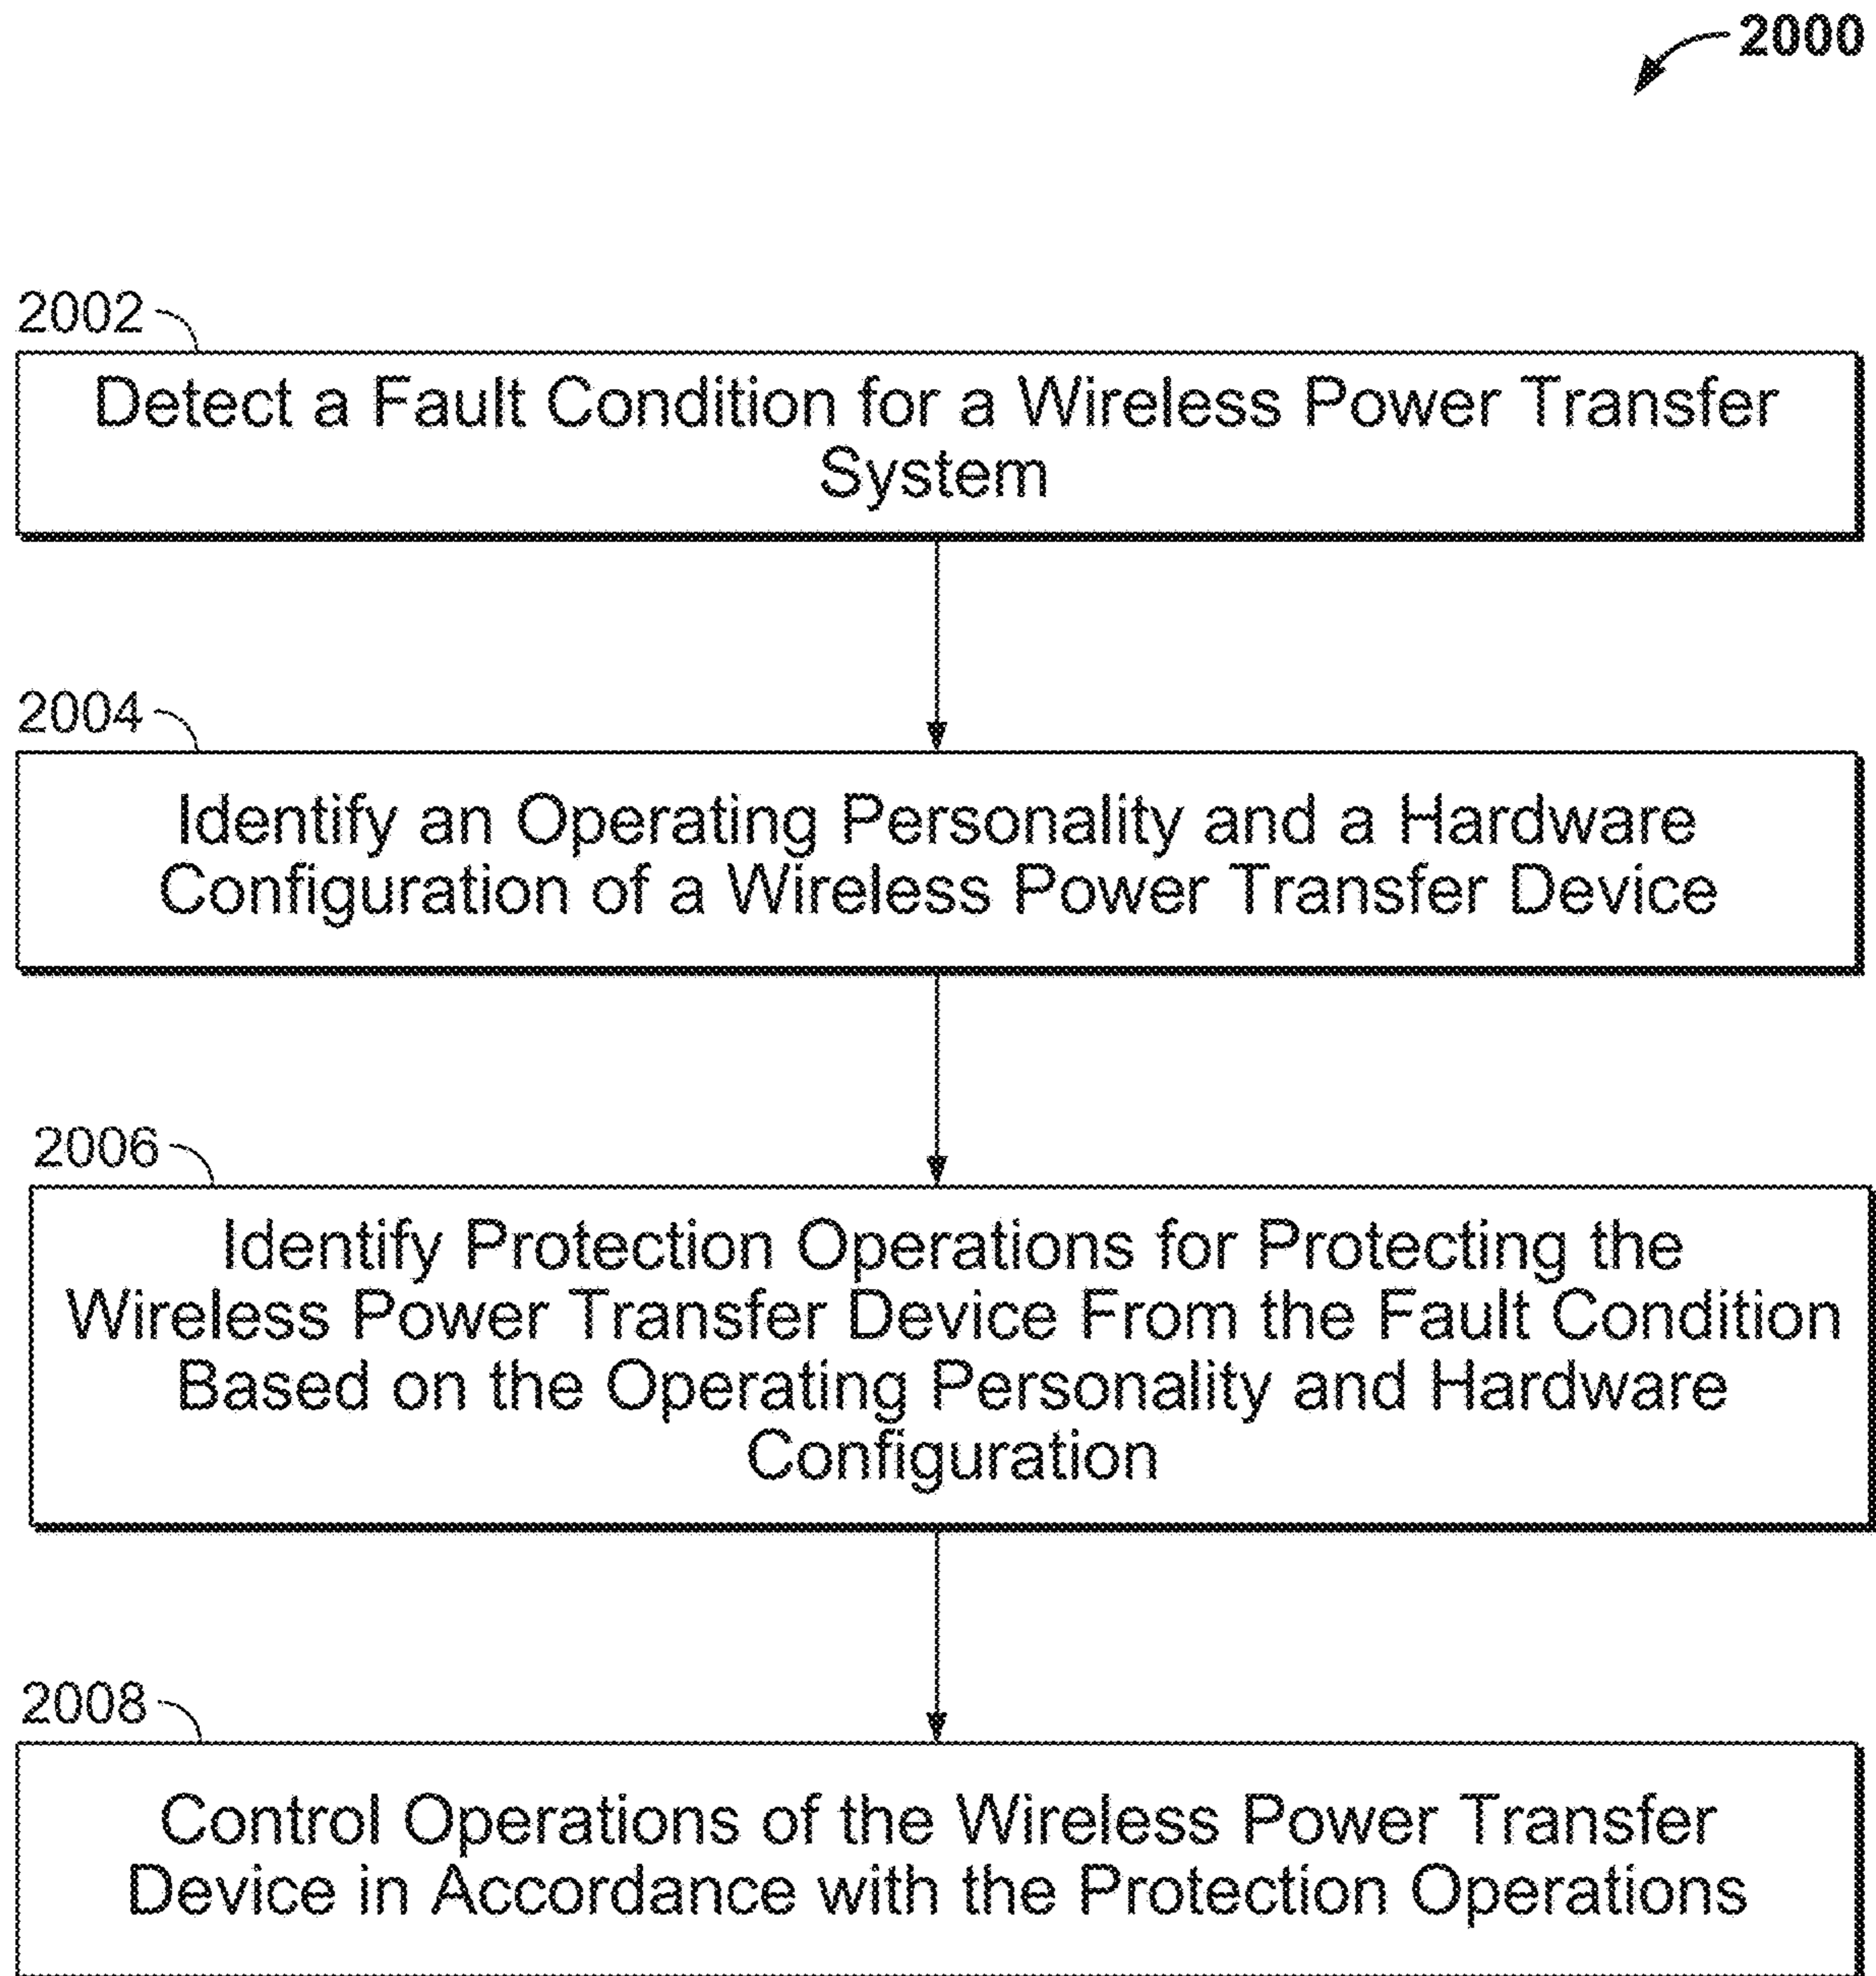 2000
2002
Detect a Fault Condition for a Wireless Power Transfer
System
2004
Identify an Operating Personality and a Hardware
Configuration of a Wireless Power Transfer Device
2006
Identify Protection Operations for Protecting the
Wireless Power Transfer Device From the Fault Condition
Based on the Operating Personality and Hardware
Configuration
2008
Control Operations of the Wireless Power Transfer
Device in Accordance with the Protection Operations